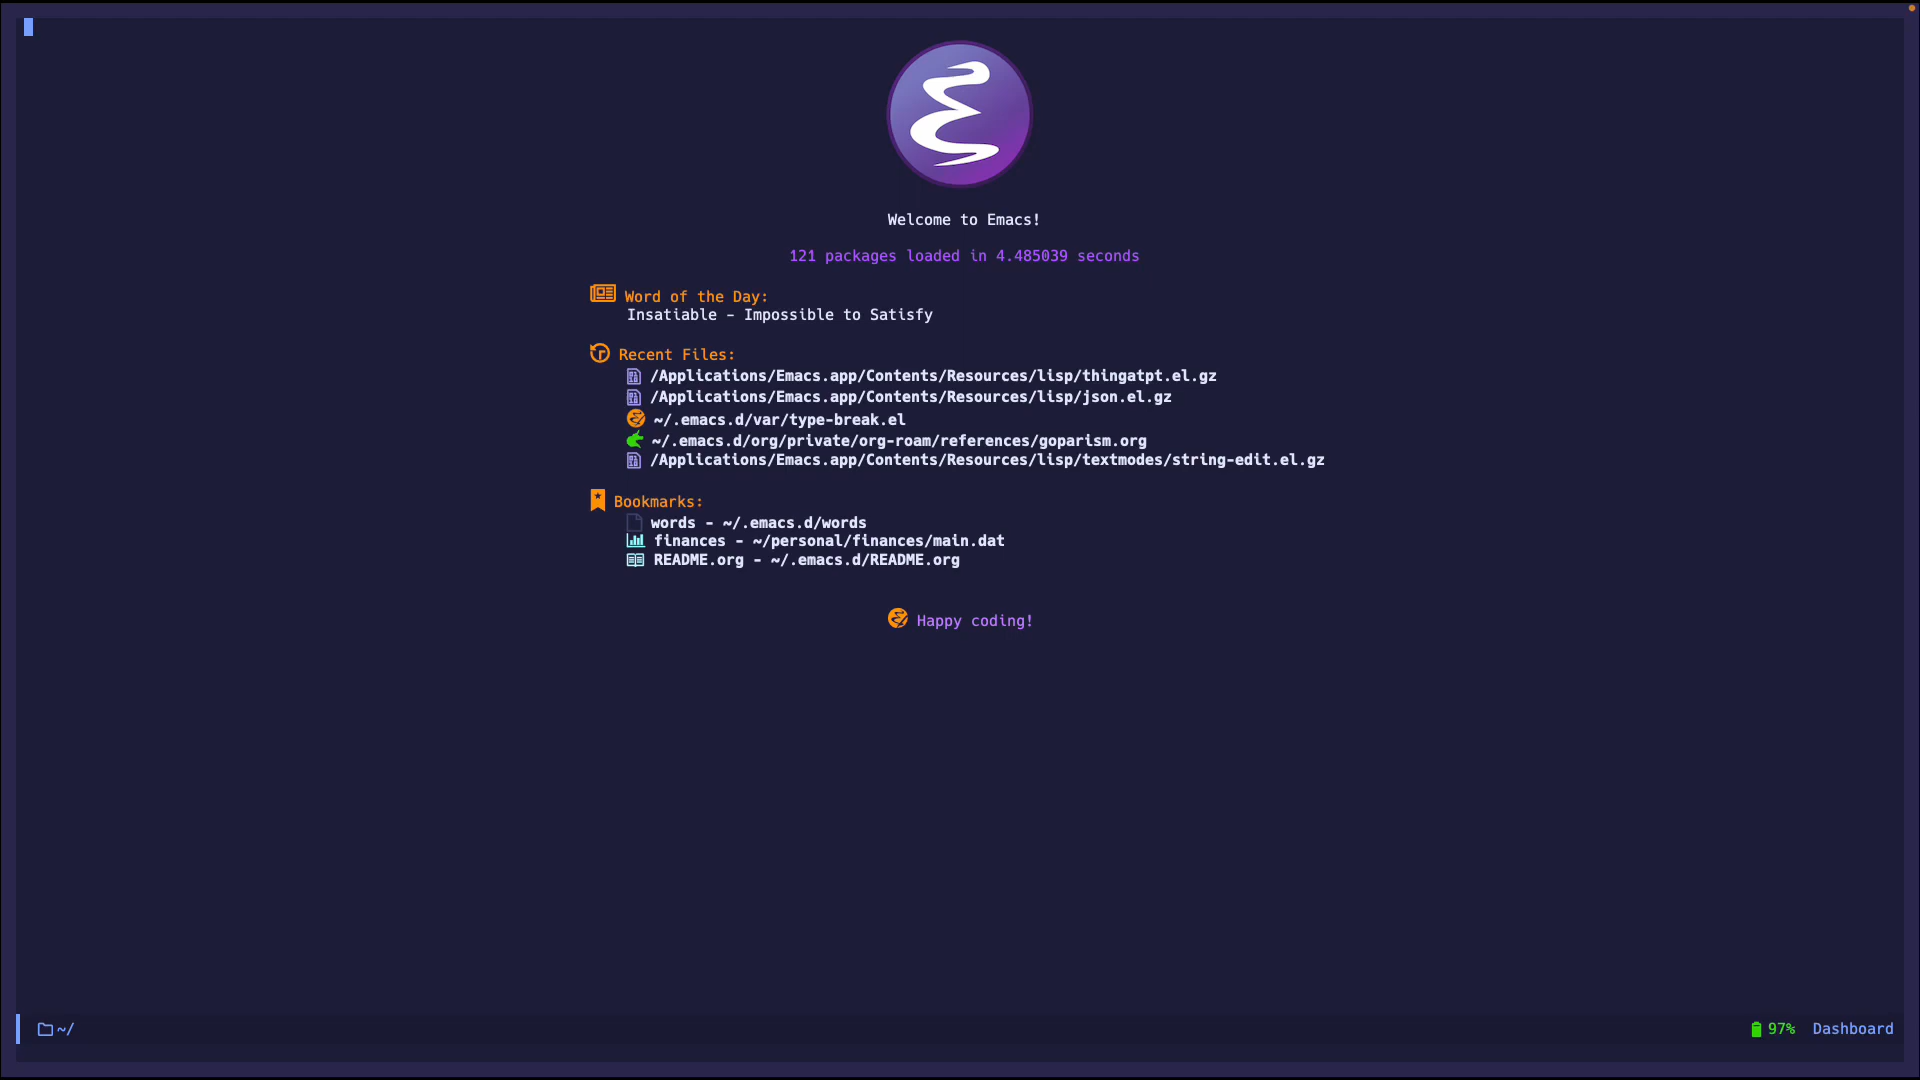 Welcome to Emacs!
121 packages loaded in 4.485039 seconds
Word of the Day:
Insatiable - Impossible to Satisfy
Recent Files:
/Applications/Emacs.app/Contents/Resources/lisp/thingatpt.el.gz
/Applications/Emacs.app/Contents/Resources/lisp/json.el.gz
~/.emacs.d/var/type-break.el
~/.emacs.d/org/private/org-roam/references/goparism.org
/Applications/Emacs.app/Contents/Resources/lisp/textmodes/string-edit.el.gz
Bookmarks:
words - ~/.emacs.d/words
finances - ~/personal/finances/main.dat
README.org - ~/.emacs.d/README.org
Happy coding!
~/ 97% Dashboard